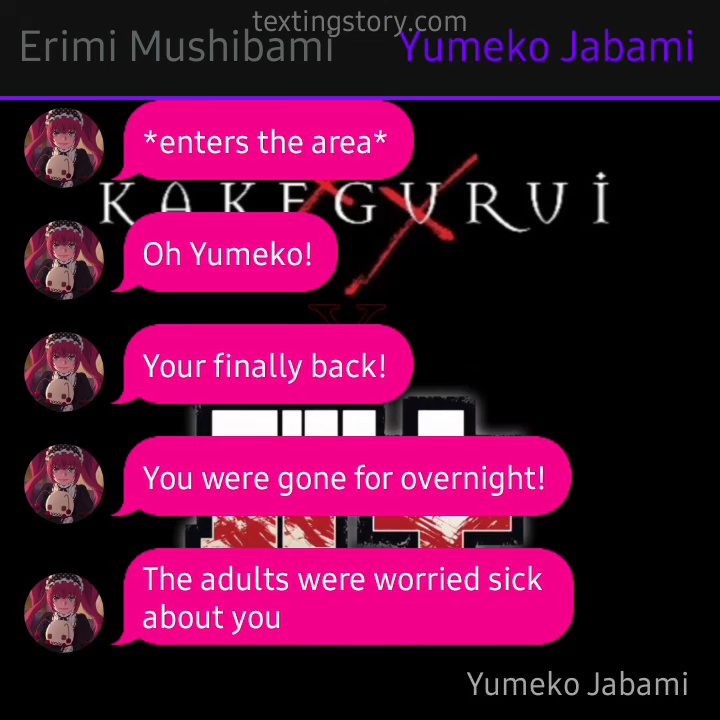 textingstory.com
Erimi Mushibami
Yumeko Jabami
*enters the area*
KAKEGURUI
Oh Yumeko!
Your finally back!
You were gone for overnight!
The adults were worried sick
about you
Yumeko Jabami